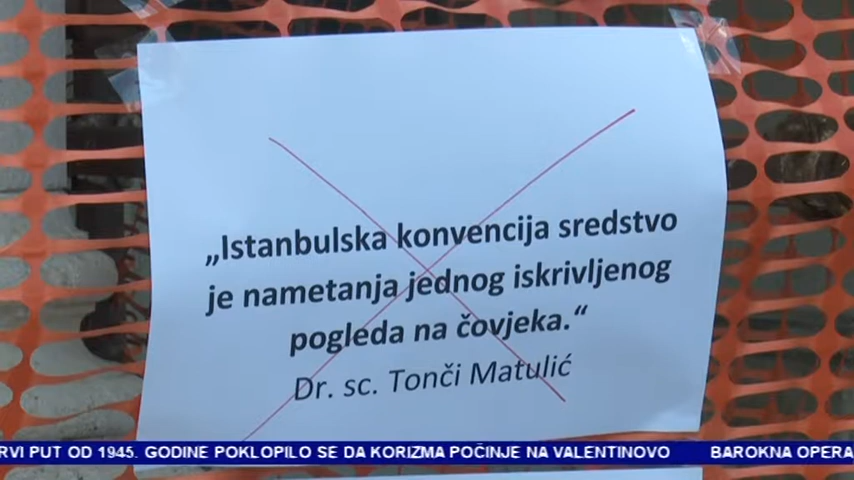 „Istanbulska konvencija sredstvo
je nametanja jednog iskrivljenog
pogleda na čovjeka.“
Dr. sc. Tonči Matulić
PUT OD 1945. GODINE POKLOPILO SE DA KORIZMA POČINJE NA VALENTINOVO BAROKNA OPERA